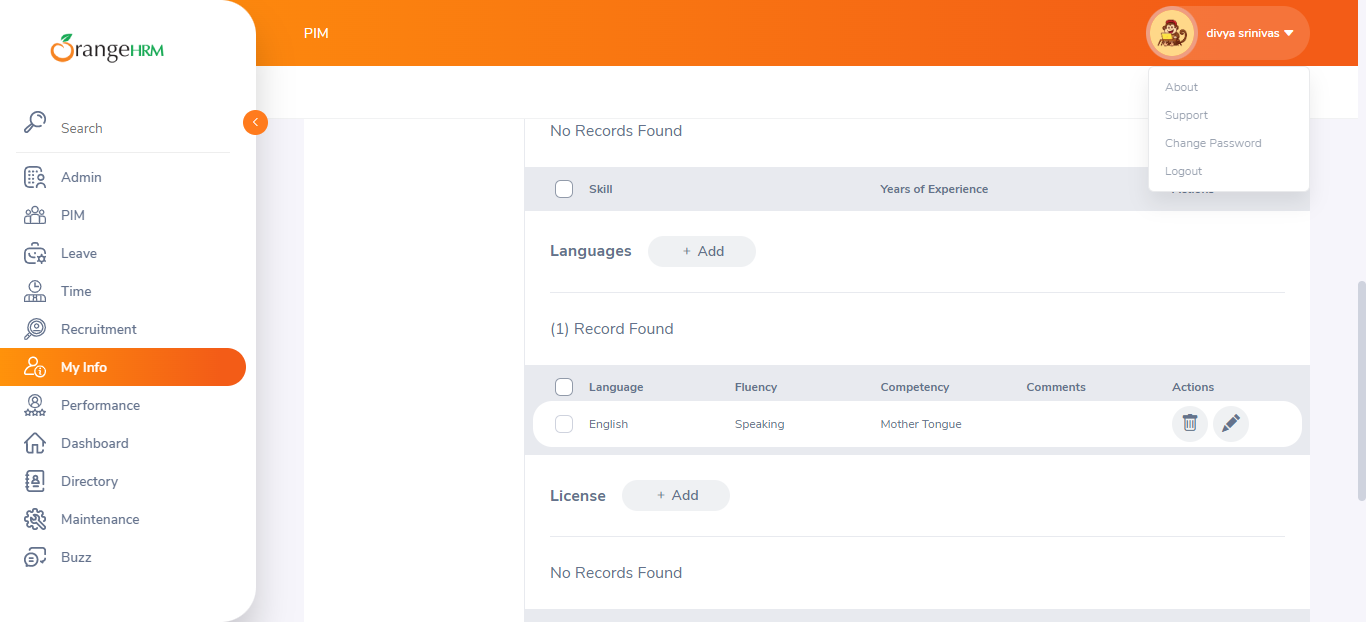 OrangeHRM
Search
Admin
PIM
Leave
Time
Recruitment
My Info
Performance
Dashboard
Directory
Maintenance
Buzz
PIM
divya srinivas
About
Support
Change Password
Logout
No Records Found
Skill Years of Experience Actions
Languages + Add
(1) Record Found
Language Fluency Competency Comments Actions
English Speaking Mother Tongue
License + Add
No Records Found